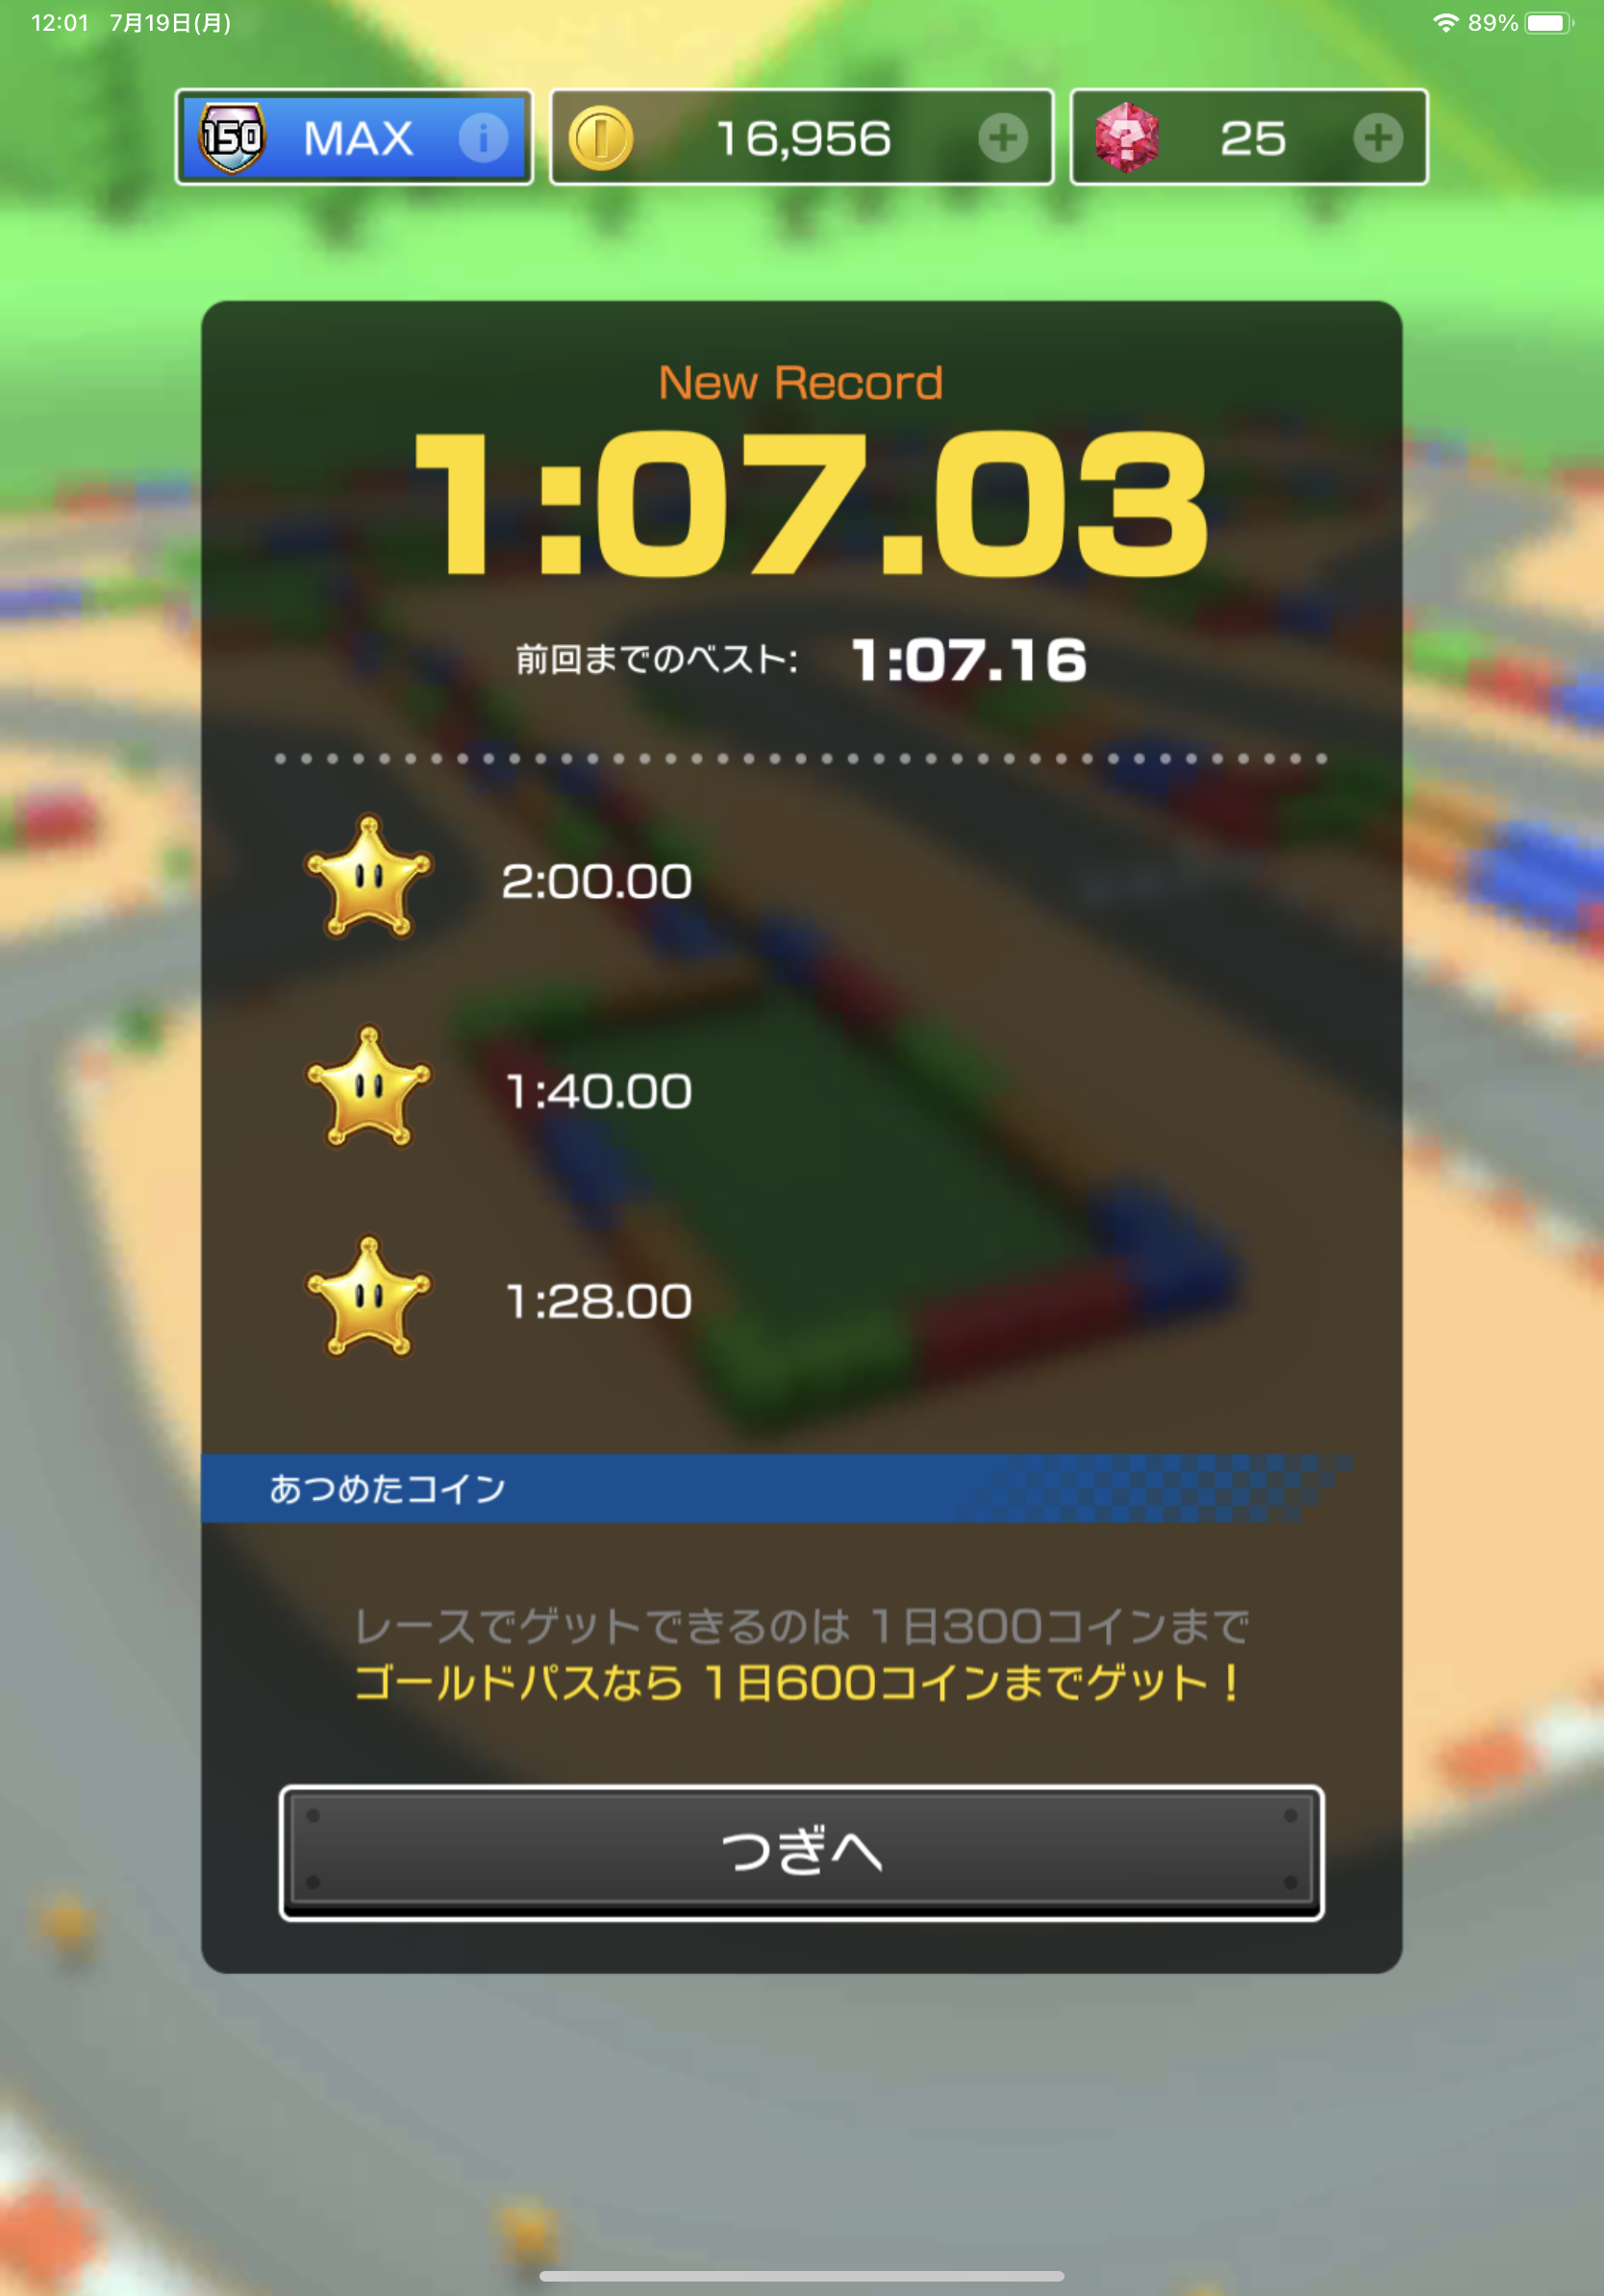 12:01 7月19日(月)
89%
150 MAX i
16,956
? 25
New Record
1:07.03
前回までのベスト: 1:07.16
2:00.00
1:40.00
1:28.00
あつめたコイン
レースでゲットできるのは 1日300コインまで
ゴールドパスなら 1日600コインまでゲット！
つぎへ